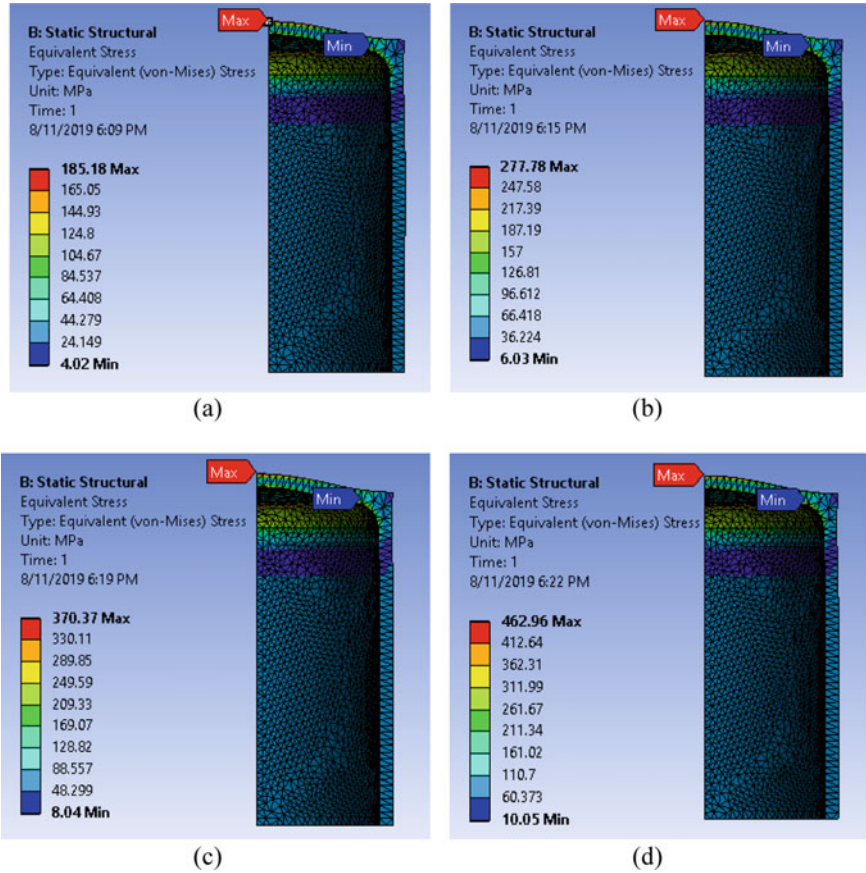 Max
Min
B: Static Structural
Equivalent Stress
Type: Equivalent (von-Mises) Stress
Unit: MPa
Time: 1
8/11/2019 6:09 PM
185.18 Max
165.05
144.93
124.8
104.67
84.537
64.408
44.279
24.149
4.02 Min
(a)
Max
Min
B: Static Structural
Equivalent Stress
Type: Equivalent (von-Mises) Stress
Unit: MPa
Time: 1
8/11/2019 6:15 PM
277.78 Max
247.58
217.39
187.19
157
126.81
96.612
66.418
36.224
6.03 Min
(b)
Max
Min
B: Static Structural
Equivalent Stress
Type: Equivalent (von-Mises) Stress
Unit: MPa
Time: 1
8/11/2019 6:19 PM
370.37 Max
330.11
289.85
249.59
209.33
169.07
128.82
88.557
48.299
8.04 Min
(c)
Max
Min
B: Static Structural
Equivalent Stress
Type: Equivalent (von-Mises) Stress
Unit: MPa
Time: 1
8/11/2019 6:22 PM
462.96 Max
412.64
362.31
311.99
261.67
211.34
161.02
110.7
60.373
10.05 Min
(d)